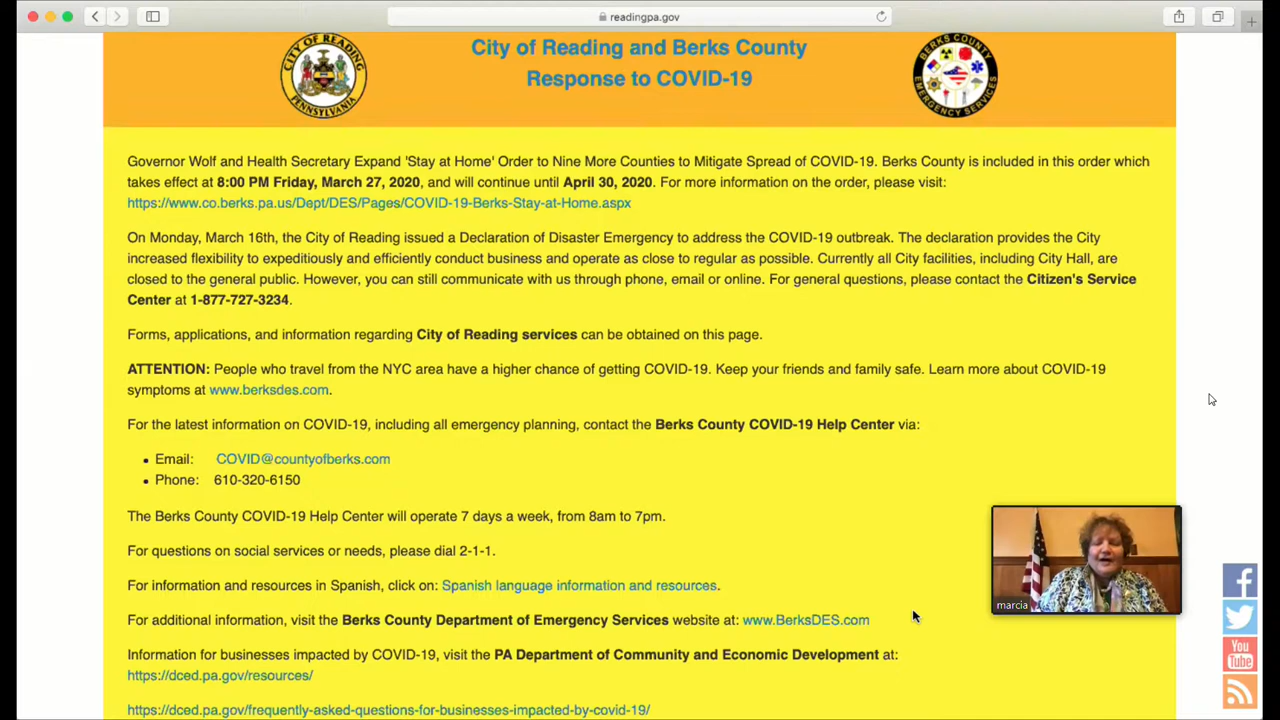 readingpa.gov
City of Reading and Berks County
Response to COVID-19
CITY OF READING
PENNSYLVANIA
BERKS COUNTY
EMERGENCY SERVICES
Governor Wolf and Health Secretary Expand 'Stay at Home' Order to Nine More Counties to Mitigate Spread of COVID-19. Berks County is included in this order which
takes effect at 8:00 PM Friday, March 27, 2020, and will continue until April 30, 2020. For more information on the order, please visit:
https://www.co.berks.pa.us/Dept/DES/Pages/COVID-19-Berks-Stay-at-Home.aspx
On Monday, March 16th, the City of Reading issued a Declaration of Disaster Emergency to address the COVID-19 outbreak. The declaration provides the City
increased flexibility to expeditiously and efficiently conduct business and operate as close to regular as possible. Currently all City facilities, including City Hall, are
closed to the general public. However, you can still communicate with us through phone, email or online. For general questions, please contact the Citizen's Service
Center at 1-877-727-3234.
Forms, applications, and information regarding City of Reading services can be obtained on this page.
ATTENTION: People who travel from the NYC area have a higher chance of getting COVID-19. Keep your friends and family safe. Learn more about COVID-19
symptoms at www.berksdes.com.
For the latest information on COVID-19, including all emergency planning, contact the Berks County COVID-19 Help Center via:
• Email: COVID@countyofberks.com
• Phone: 610-320-6150
The Berks County COVID-19 Help Center will operate 7 days a week, from 8am to 7pm.
For questions on social services or needs, please dial 2-1-1.
For information and resources in Spanish, click on: Spanish language information and resources.
For additional information, visit the Berks County Department of Emergency Services website at: www.BerksDES.com
Information for businesses impacted by COVID-19, visit the PA Department of Community and Economic Development at:
https://dced.pa.gov/resources/
https://dced.pa.gov/frequently-asked-questions-for-businesses-impacted-by-covid-19/
marcia
You
Tube